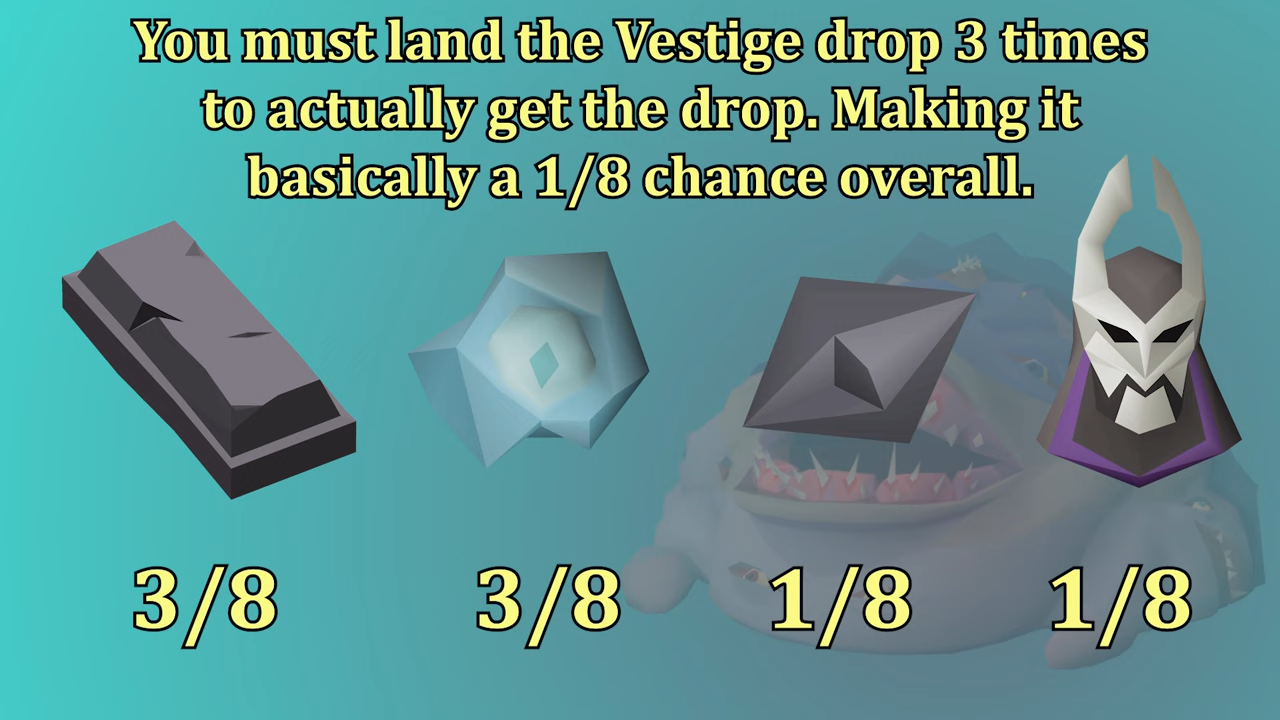 You must land the Vestige drop 3 times
to actually get the drop. Making it
basically a 1/8 chance overall.
3/8 3/8 1/8 1/8